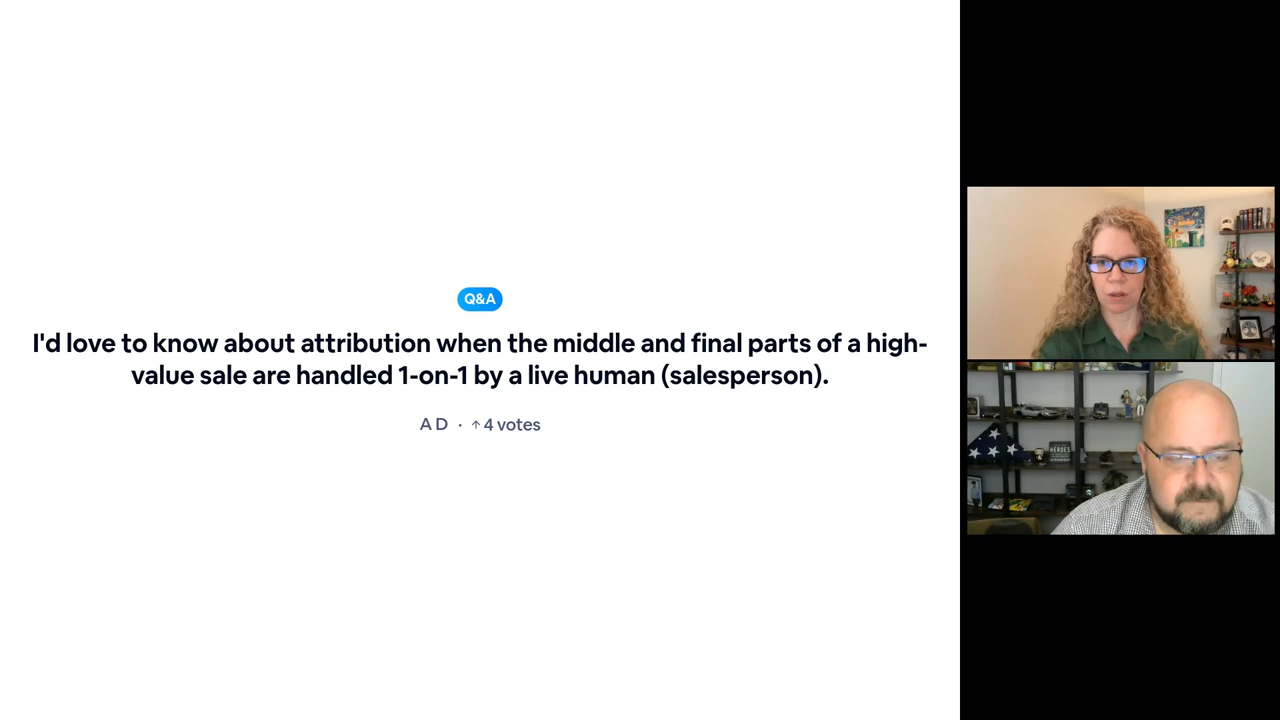 Q&A
I'd love to know about attribution when the middle and final parts of a high-
value sale are handled 1-on-1 by a live human (salesperson).
A D · ↑ 4 votes
HEROES